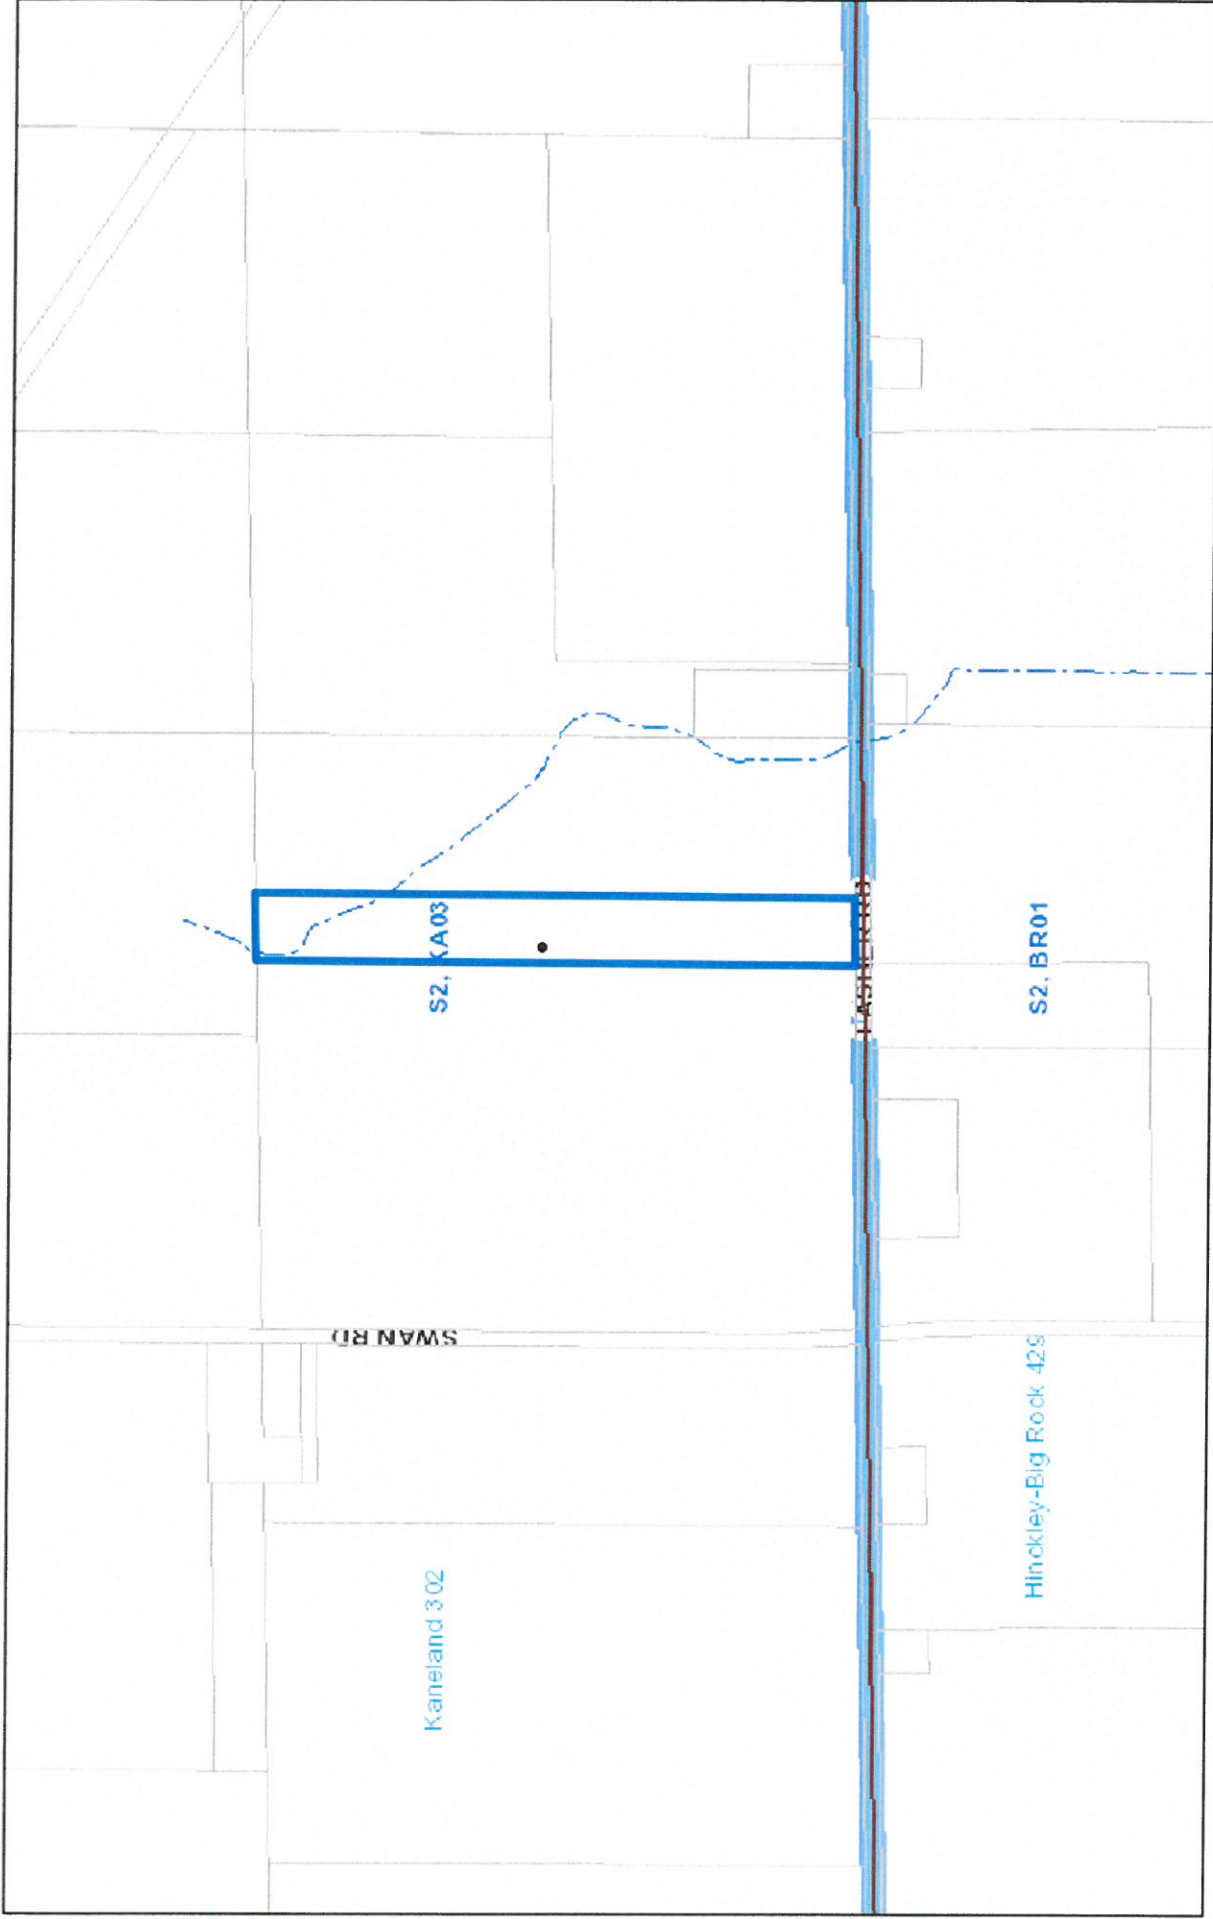 S2, KA03
SWAN RD
S2, BR01
Kaneland 302
Hinckley-Big Rock 429